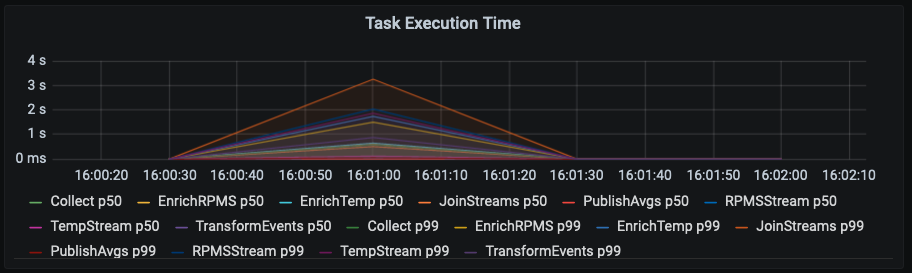 Task Execution Time
4 s
3 s
2 s
1 s
0 ms
16:00:20 16:00:30 16:00:40 16:00:50 16:01:00 16:01:10 16:01:20 16:01:30 16:01:40 16:01:50 16:02:00 16:02:10
Collect p50 EnrichRPMS p50 EnrichTemp p50 JoinStreams p50 PublishAvgs p50 RPMSStream p50
TempStream p50 TransformEvents p50 Collect p99 EnrichRPMS p99 EnrichTemp p99 JoinStreams p99
PublishAvgs p99 RPMSStream p99 TempStream p99 TransformEvents p99